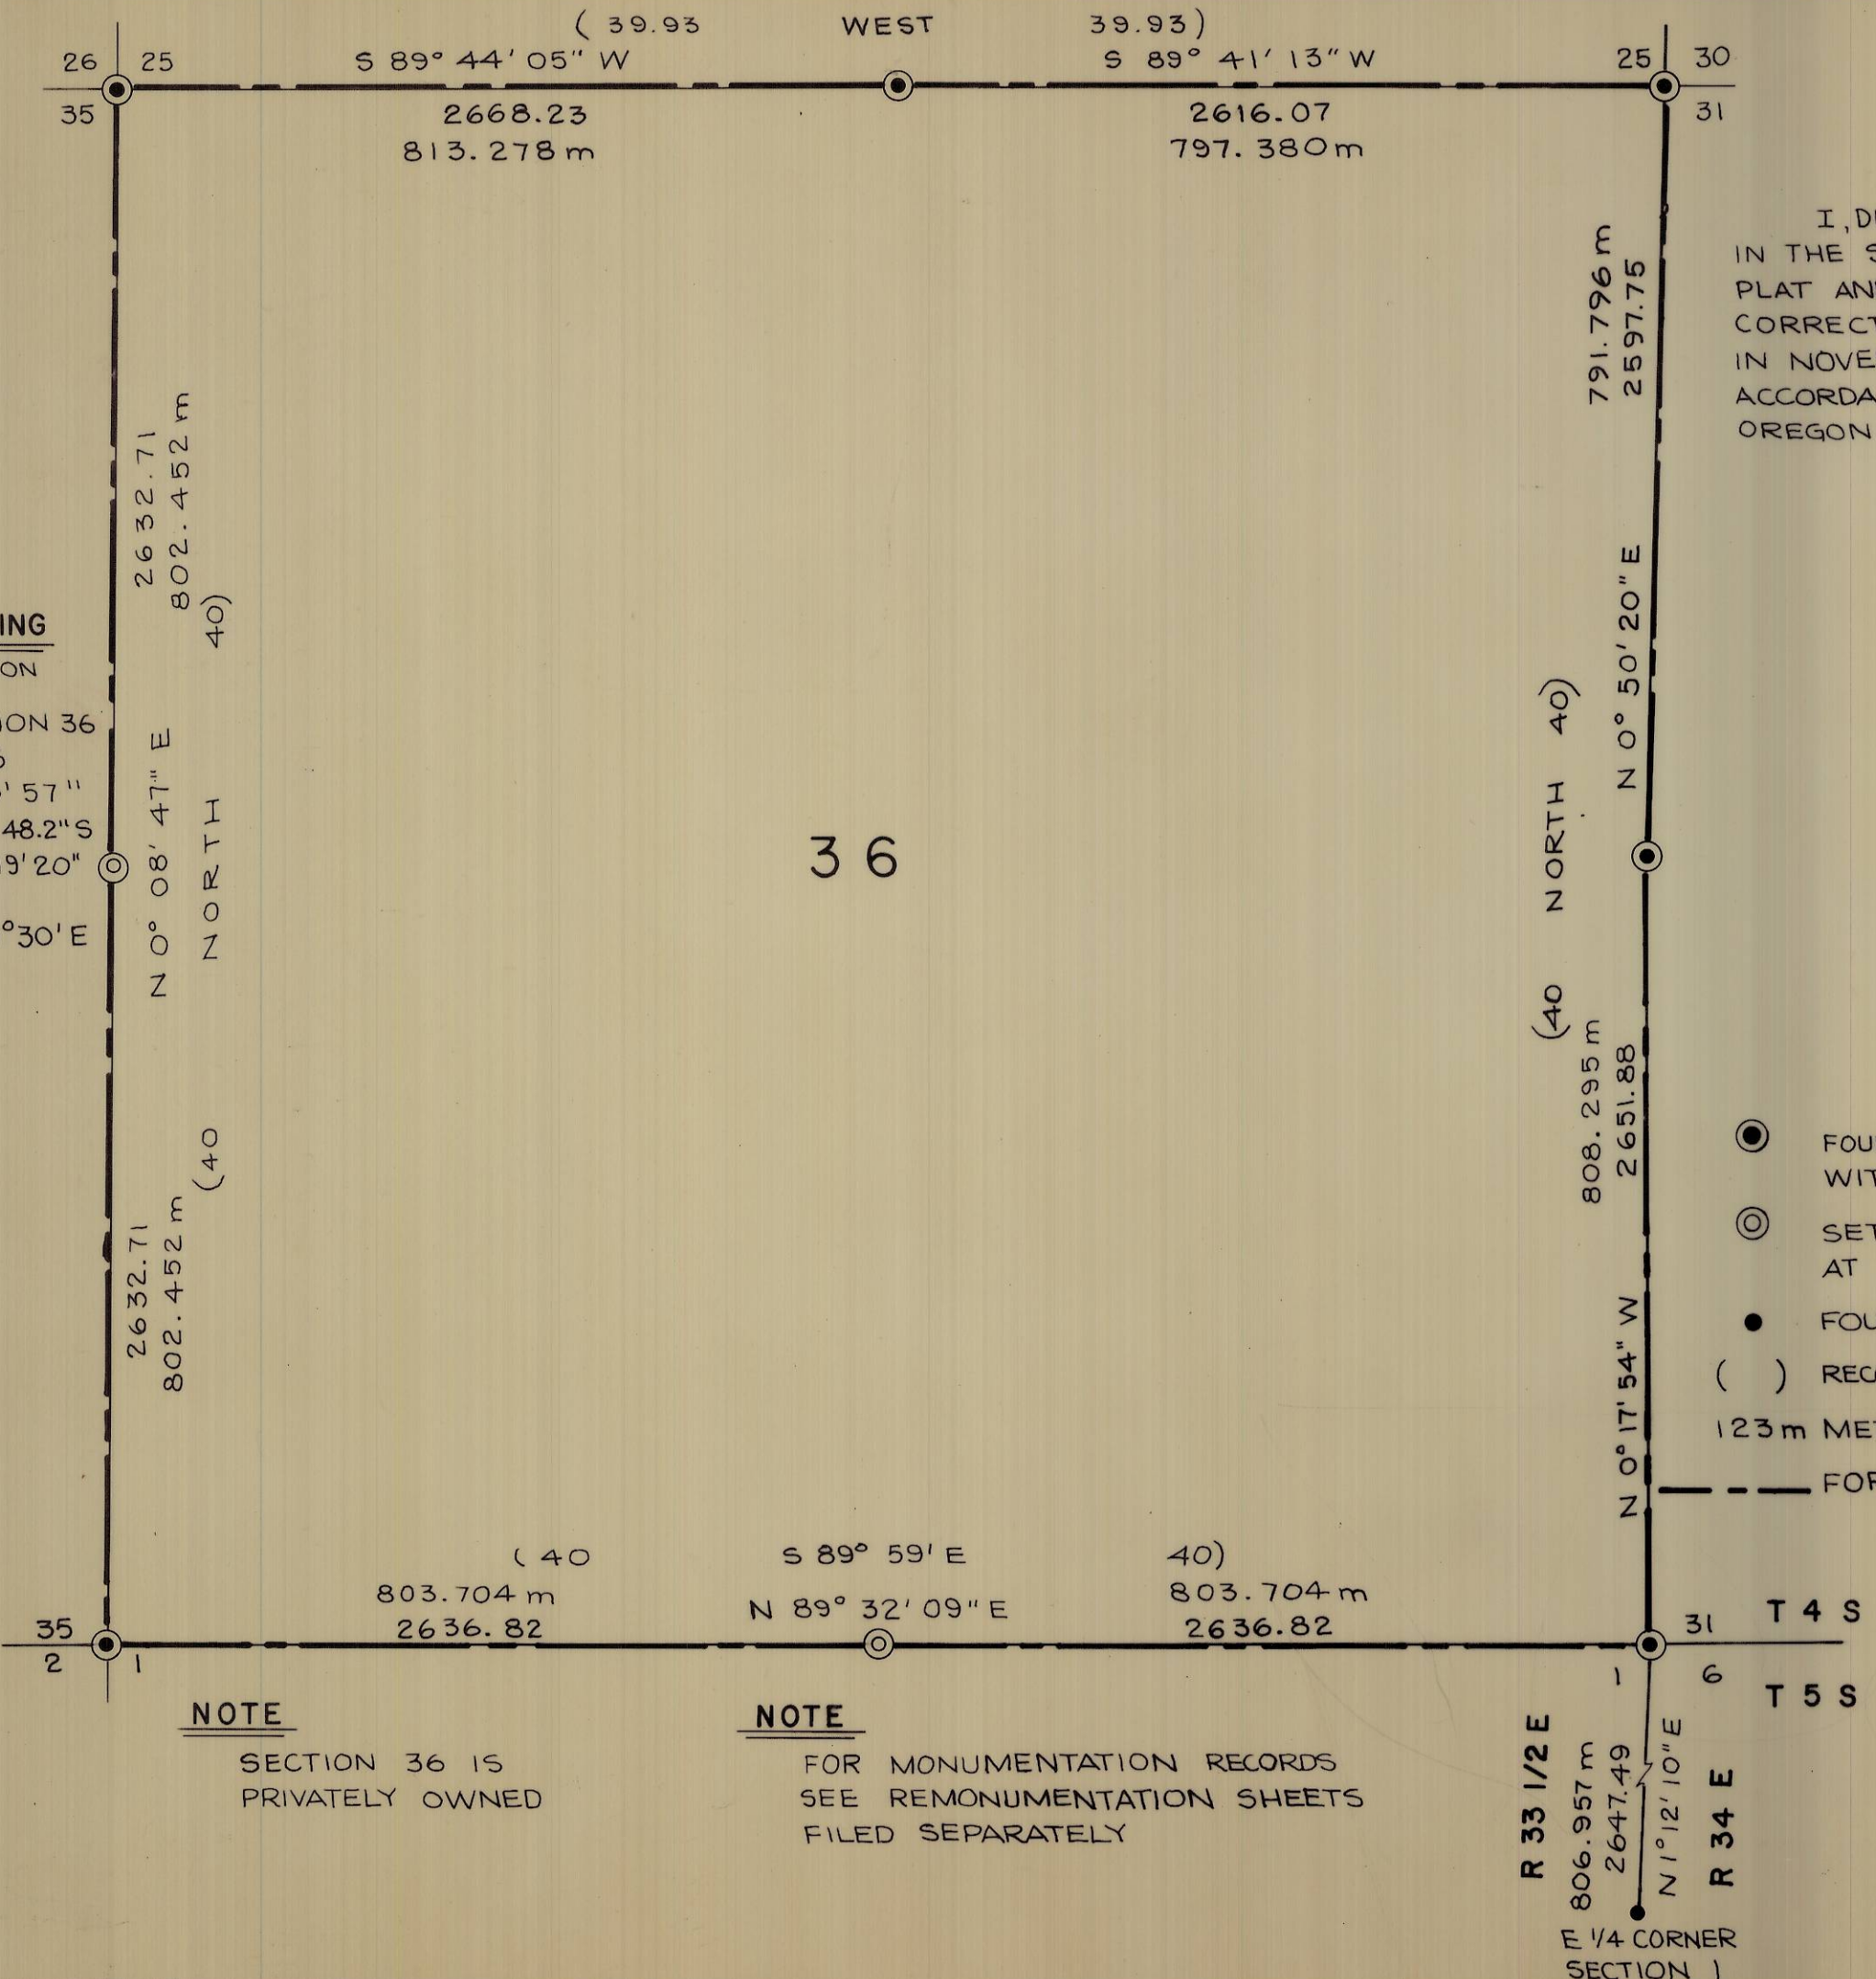 ( 39.93 WEST 39.93)
26 25 S 89° 44' 05" W S 89° 41' 13" W 25 30
35 2668.23 2616.07 31
813.278 m 797.380 m
I, D
IN THE S
PLAT AN
CORRECT
IN NOVE
ACCORDA
OREGON
791.796 m
2597.75
N 0° 50' 20" E
(40 NORTH 40)
808.295 m
2651.88
N 0° 17' 54" W
2632.71
802.452 m
N 0° 08' 47" E
(40 NORTH 40)
2632.71
802.452 m
ING
ON
ION 36
' 57"
48.2" S
9' 20"
°30' E
36
FOU
WIT
SET
AT
FOU
( ) REC
123m MET
FOR
( 40 S 89° 59' E 40)
803.704 m N 89° 32' 09" E 803.704 m
2636.82 2636.82
35 31 T 4 S
2 1 1 6 T 5 S
NOTE
SECTION 36 IS
PRIVATELY OWNED
NOTE
FOR MONUMENTATION RECORDS
SEE REMONUMENTATION SHEETS
FILED SEPARATELY
R 33 1/2 E
806.957 m
2647.49
N 1° 12' 10" E
R 34 E
E 1/4 CORNER
SECTION 1